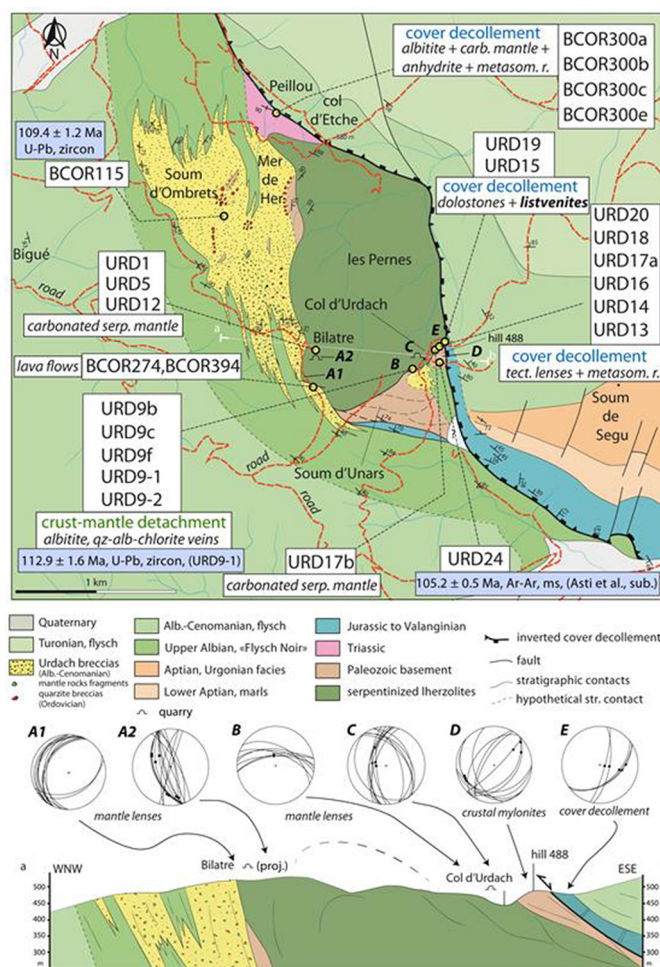 N
cover decollement
albitite + carb. mantle +
anhydrite + metasom. r.
BCOR300a
BCOR300b
BCOR300c
BCOR300e
Peillou
col
d'Etche
109.4 ± 1.2 Ma
U-Pb, zircon
BCOR115
Soum
d'Ombrets
Mer
de
Her
URD19
URD15
cover decollement
dolostones + listvenites
URD20
URD18
URD17a
URD16
URD14
URD13
cover decollement
tect. lenses + metasom. r.
Bigué
road
les Pernes
Col d'Urdach
URD1
URD5
URD12
carbonated serp. mantle
a
Bilatre
A2
A1
C
E
B
D
hill 488
lava flows
BCOR274,BCOR394
URD9b
URD9c
URD9f
URD9-1
URD9-2
crust-mantle detachment
albitite, qz-alb-chlorite veins
112.9 ± 1.6 Ma, U-Pb, zircon, (URD9-1)
Soum
de
Segu
road
road
Soum d'Unars
URD17b
carbonated serp. mantle
URD24
105.2 ± 0.5 Ma, Ar-Ar, ms, (Asti et al., sub.)
1 km
Quaternary
Turonian, flysch
Urdach breccias
(Alb.-Cenomanian)
mantle rocks fragments
quartzite breccias
(Ordovician)
Alb.-Cenomanian, flysch
Upper Albian, «Flysch Noir»
Aptian, Urgonian facies
Lower Aptian, marls
quarry
Jurassic to Valanginian
Triassic
Paleozoic basement
serpentinized lherzolites
inverted cover decollement
fault
stratigraphic contacts
hypothetical str. contact
A1
A2
B
C
D
E
mantle lenses
mantle lenses
crustal mylonites
cover decollement
a
WNW
Bilatre
(proj.)
Col d'Urdach
hill 488
ESE
500
450
400
350
300
m
500
450
400
350
300
m